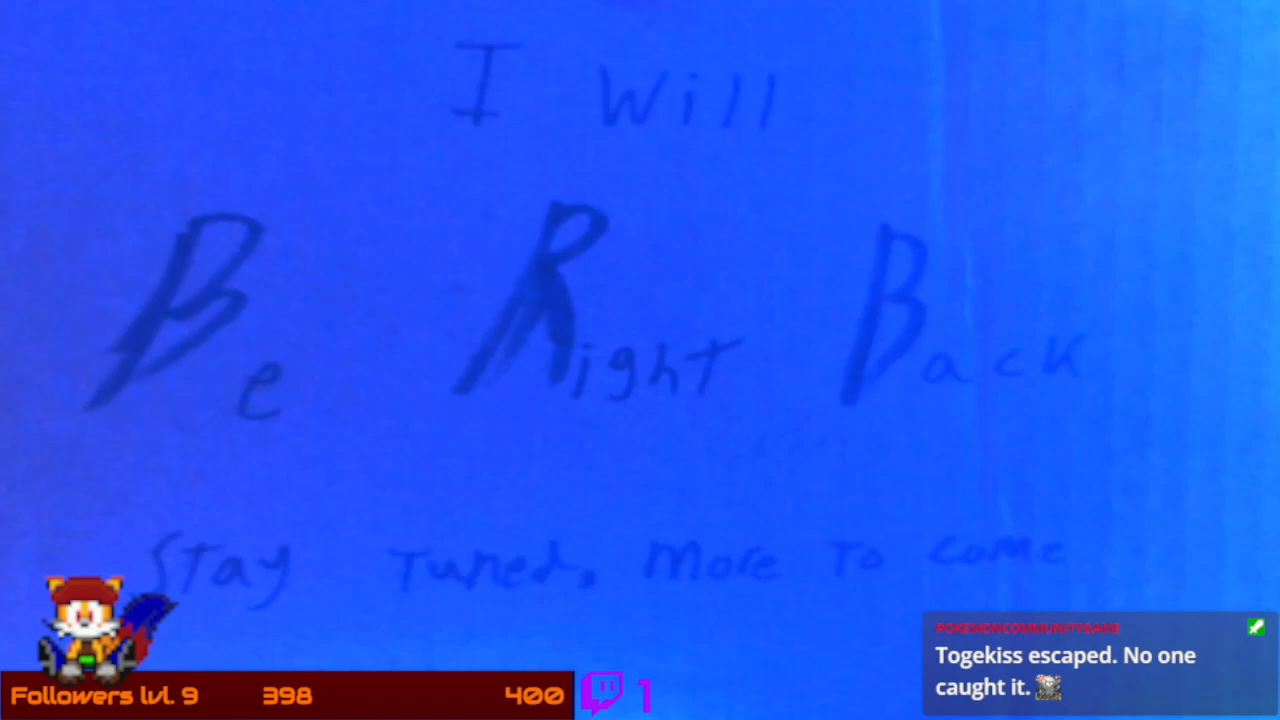 I Will
Be Right Back
Stay Tuned, More To Come
POKEMONCOMMUNITYGAME
Togekiss escaped. No one
caught it.
Followers lvl. 9 398 400 1